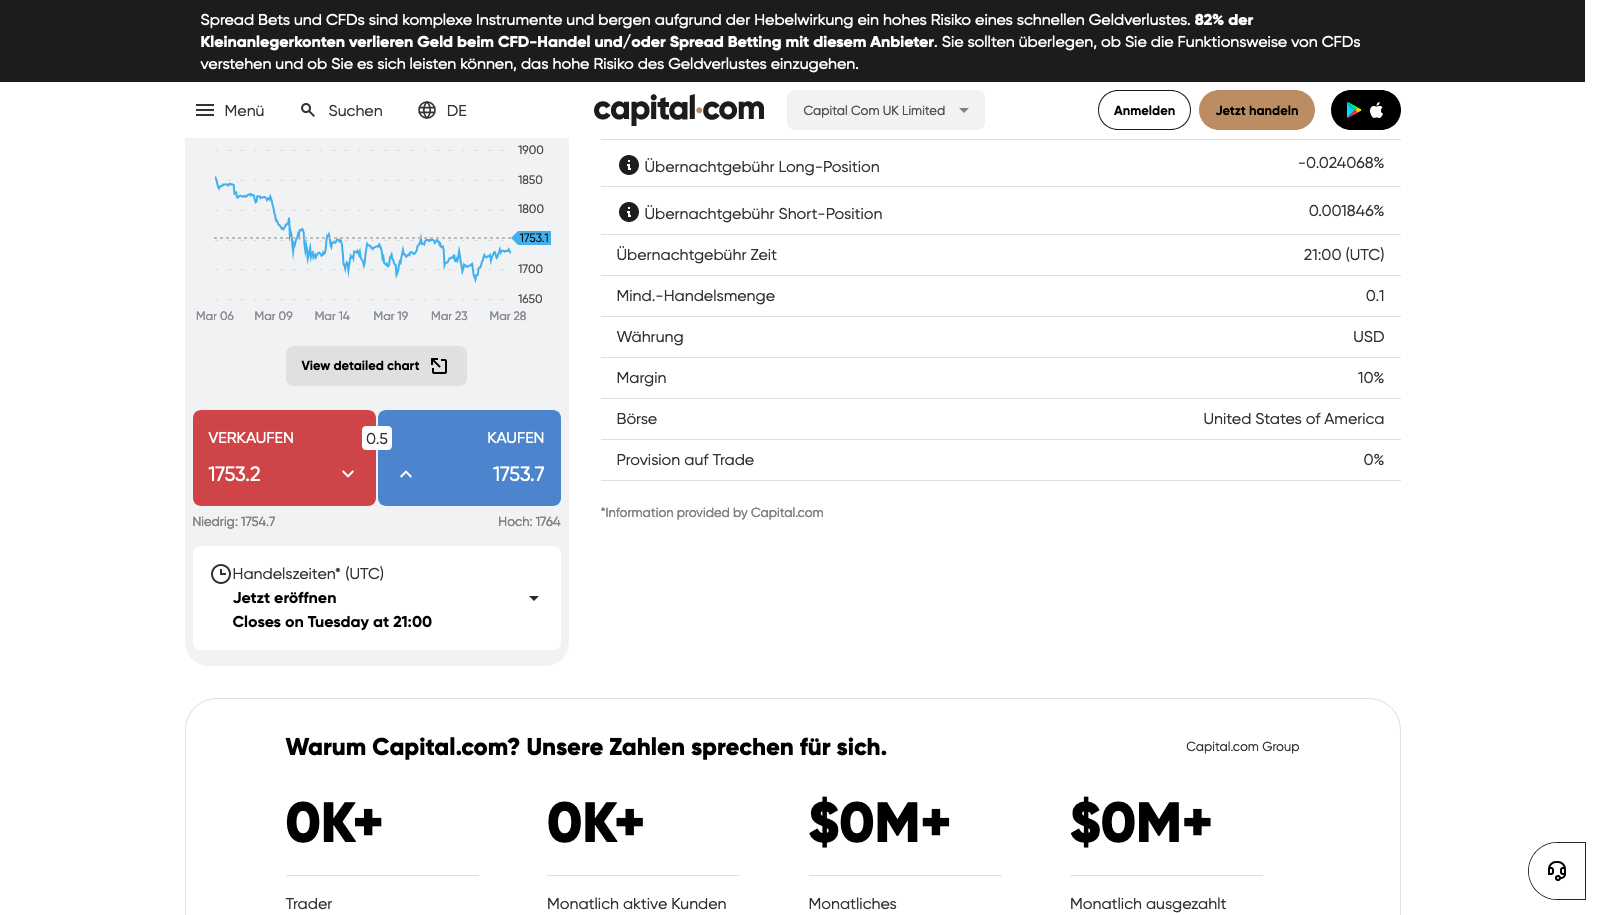 Spread Bets und CFDs sind komplexe Instrumente und bergen aufgrund der Hebelwirkung ein hohes Risiko eines schnellen Geldverlustes. 82% der
Kleinanlegerkonten verlieren Geld beim CFD-Handel und/oder Spread Betting mit diesem Anbieter. Sie sollten überlegen, ob Sie die Funktionsweise von CFDs
verstehen und ob Sie es sich leisten können, das hohe Risiko des Geldverlustes einzugehen.
Menü
Suchen
DE
capital.com
Capital Com UK Limited
Anmelden
Jetzt handeln
1900
1850
1800
1753.1
1700
1650
Mar 06 Mar 09 Mar 14 Mar 19 Mar 23 Mar 28
View detailed chart
VERKAUFEN
0.5
KAUFEN
1753.2
1753.7
Niedrig: 1754.7
Hoch: 1764
Handelszeiten* (UTC)
Jetzt eröffnen
Closes on Tuesday at 21:00
Übernachtgebühr Long-Position -0.024068%
Übernachtgebühr Short-Position 0.001846%
Übernachtgebühr Zeit 21:00 (UTC)
Mind.-Handelsmenge 0.1
Währung USD
Margin 10%
Börse United States of America
Provision auf Trade 0%
*Information provided by Capital.com
Warum Capital.com? Unsere Zahlen sprechen für sich.
Capital.com Group
0K+ 0K+ $0M+ $0M+
Trader Monatlich aktive Kunden Monatliches Monatlich ausgezahlt